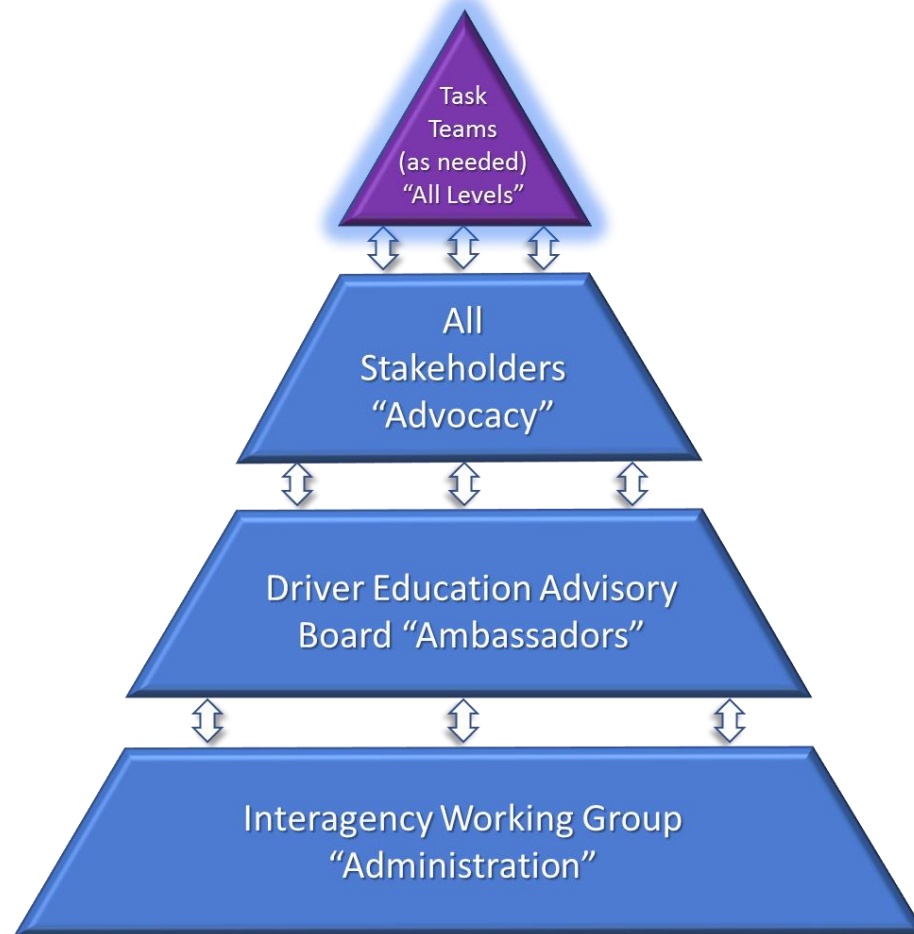 Task
Teams
(as needed)
“All Levels”
All
Stakeholders
“Advocacy”
Driver Education Advisory
Board “Ambassadors”
Interagency Working Group
“Administration”